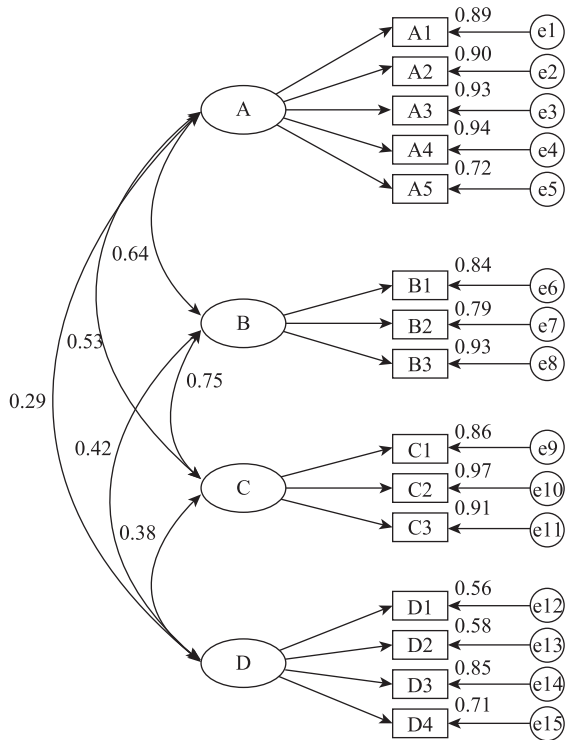 0.89
A1 e1
0.90
A2 e2
0.93
A A3 e3
0.94
A4 e4
0.72
A5 e5
0.64
0.84
B1 e6
0.79
B B2 e7
0.93
B3 e8
0.53
0.75
0.29
0.42
0.86
C1 e9
0.97
C C2 e10
0.91
C3 e11
0.38
0.56
D1 e12
0.58
D2 e13
D
0.85
D3 e14
0.71
D4 e15